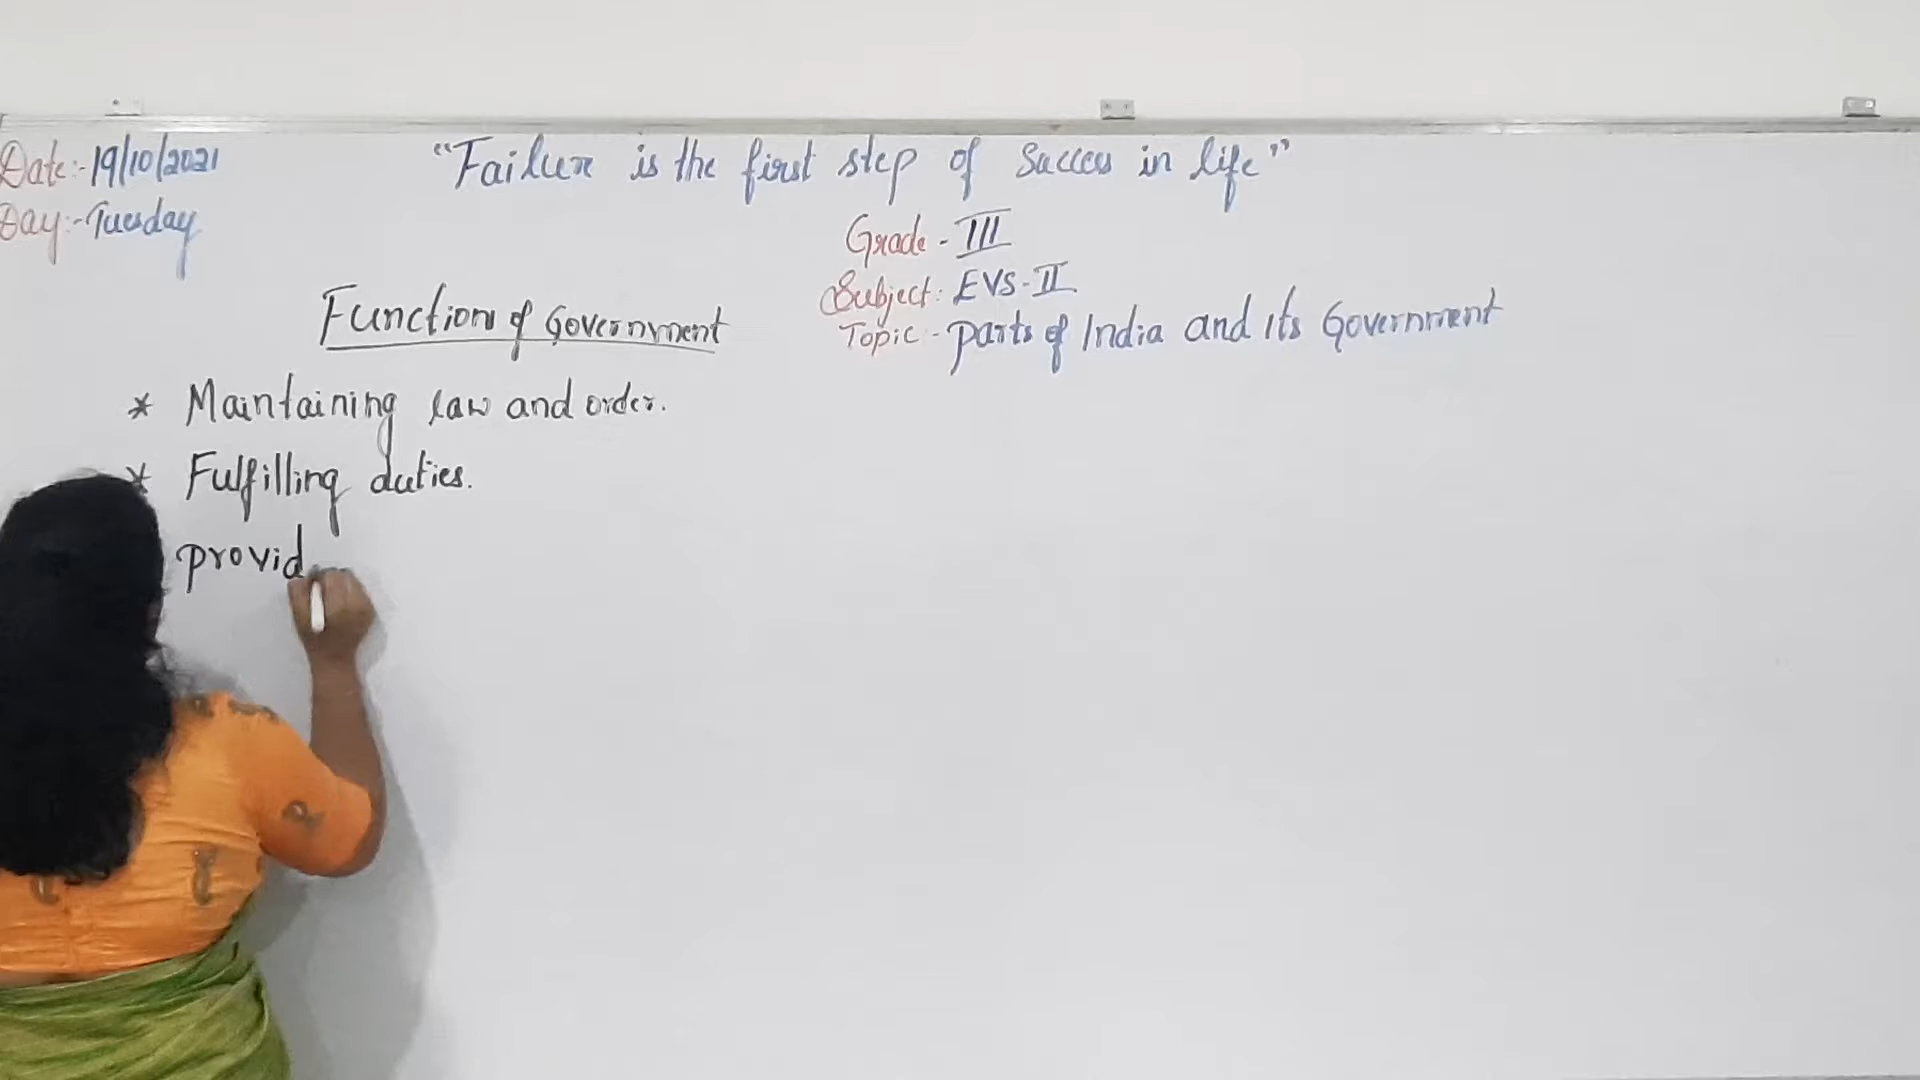 Date:- 19/10/2021
Day:- Tuesday
"Failure is the first step of Success in life"
Grade - III
Subject: EVS-II
Topic - parts of India and its Government
Function of Government
* Maintaining law and order.
* Fulfilling duties.
provid